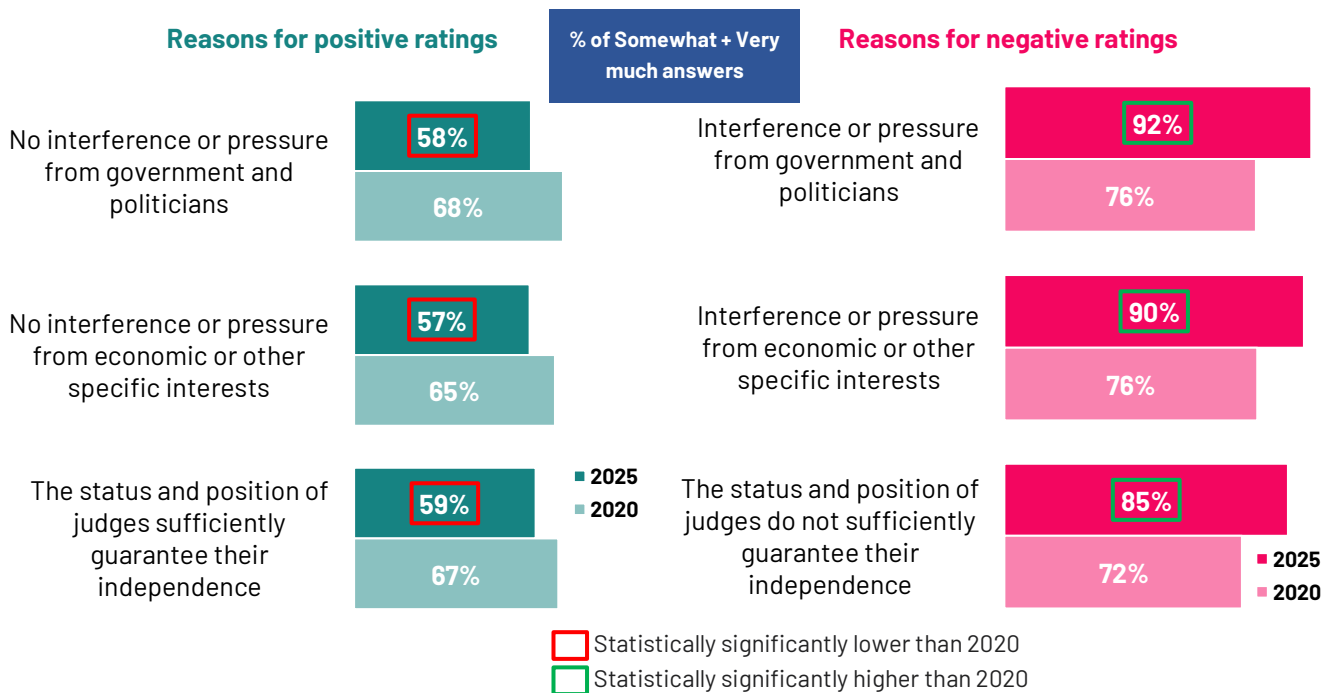 Reasons for positive ratings
% of Somewhat + Very
much answers
Reasons for negative ratings
No interference or pressure
from government and
politicians
58%
68%
Interference or pressure
from government and
politicians
92%
76%
No interference or pressure
from economic or other
specific interests
57%
65%
Interference or pressure
from economic or other
specific interests
90%
76%
The status and position of
judges sufficiently
guarantee their
independence
59%
67%
2025
2020
The status and position of
judges do not sufficiently
guarantee their
independence
85%
72%
2025
2020
Statistically significantly lower than 2020
Statistically significantly higher than 2020